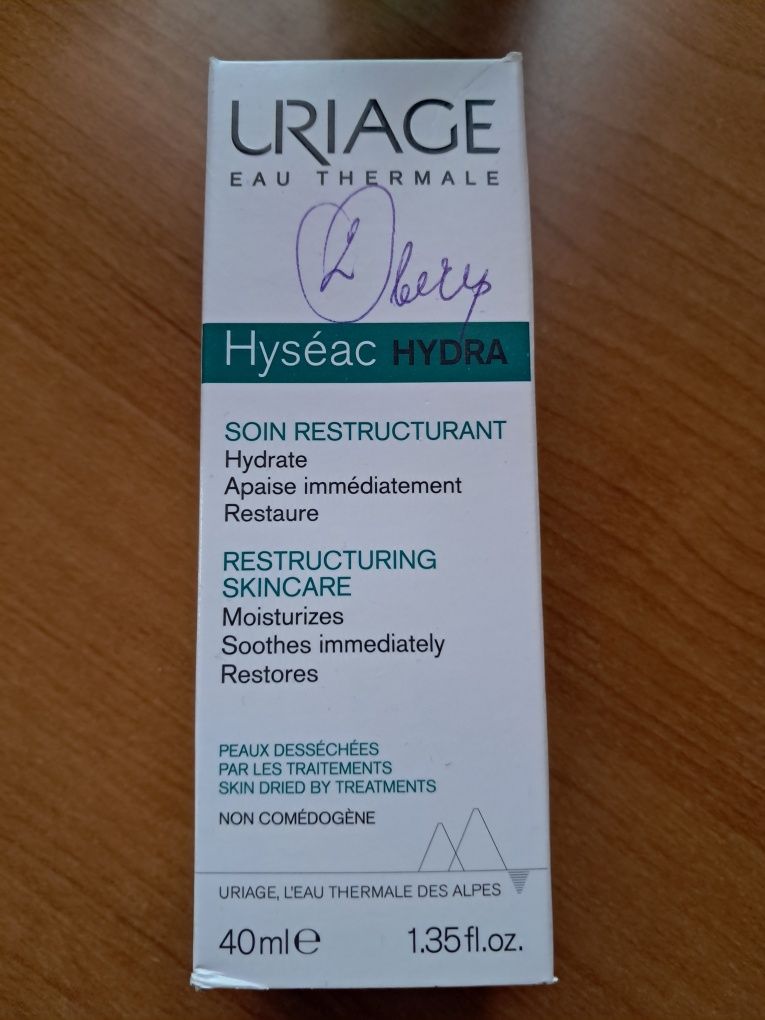 URIAGE
EAU THERMALE
2
Hyséac HYDRA
SOIN RESTRUCTURANT
Hydrate
Apaise immédiatement
Restaure
RESTRUCTURING
SKINCARE
Moisturizes
Soothes immediately
Restores
PEAUX DESSÉCHÉES
PAR LES TRAITEMENTS
SKIN DRIED BY TREATMENTS
NON COMÉDOGÈNE
URIAGE, L'EAU THERMALE DES ALPES
40ml℮ 1.35fl.oz.